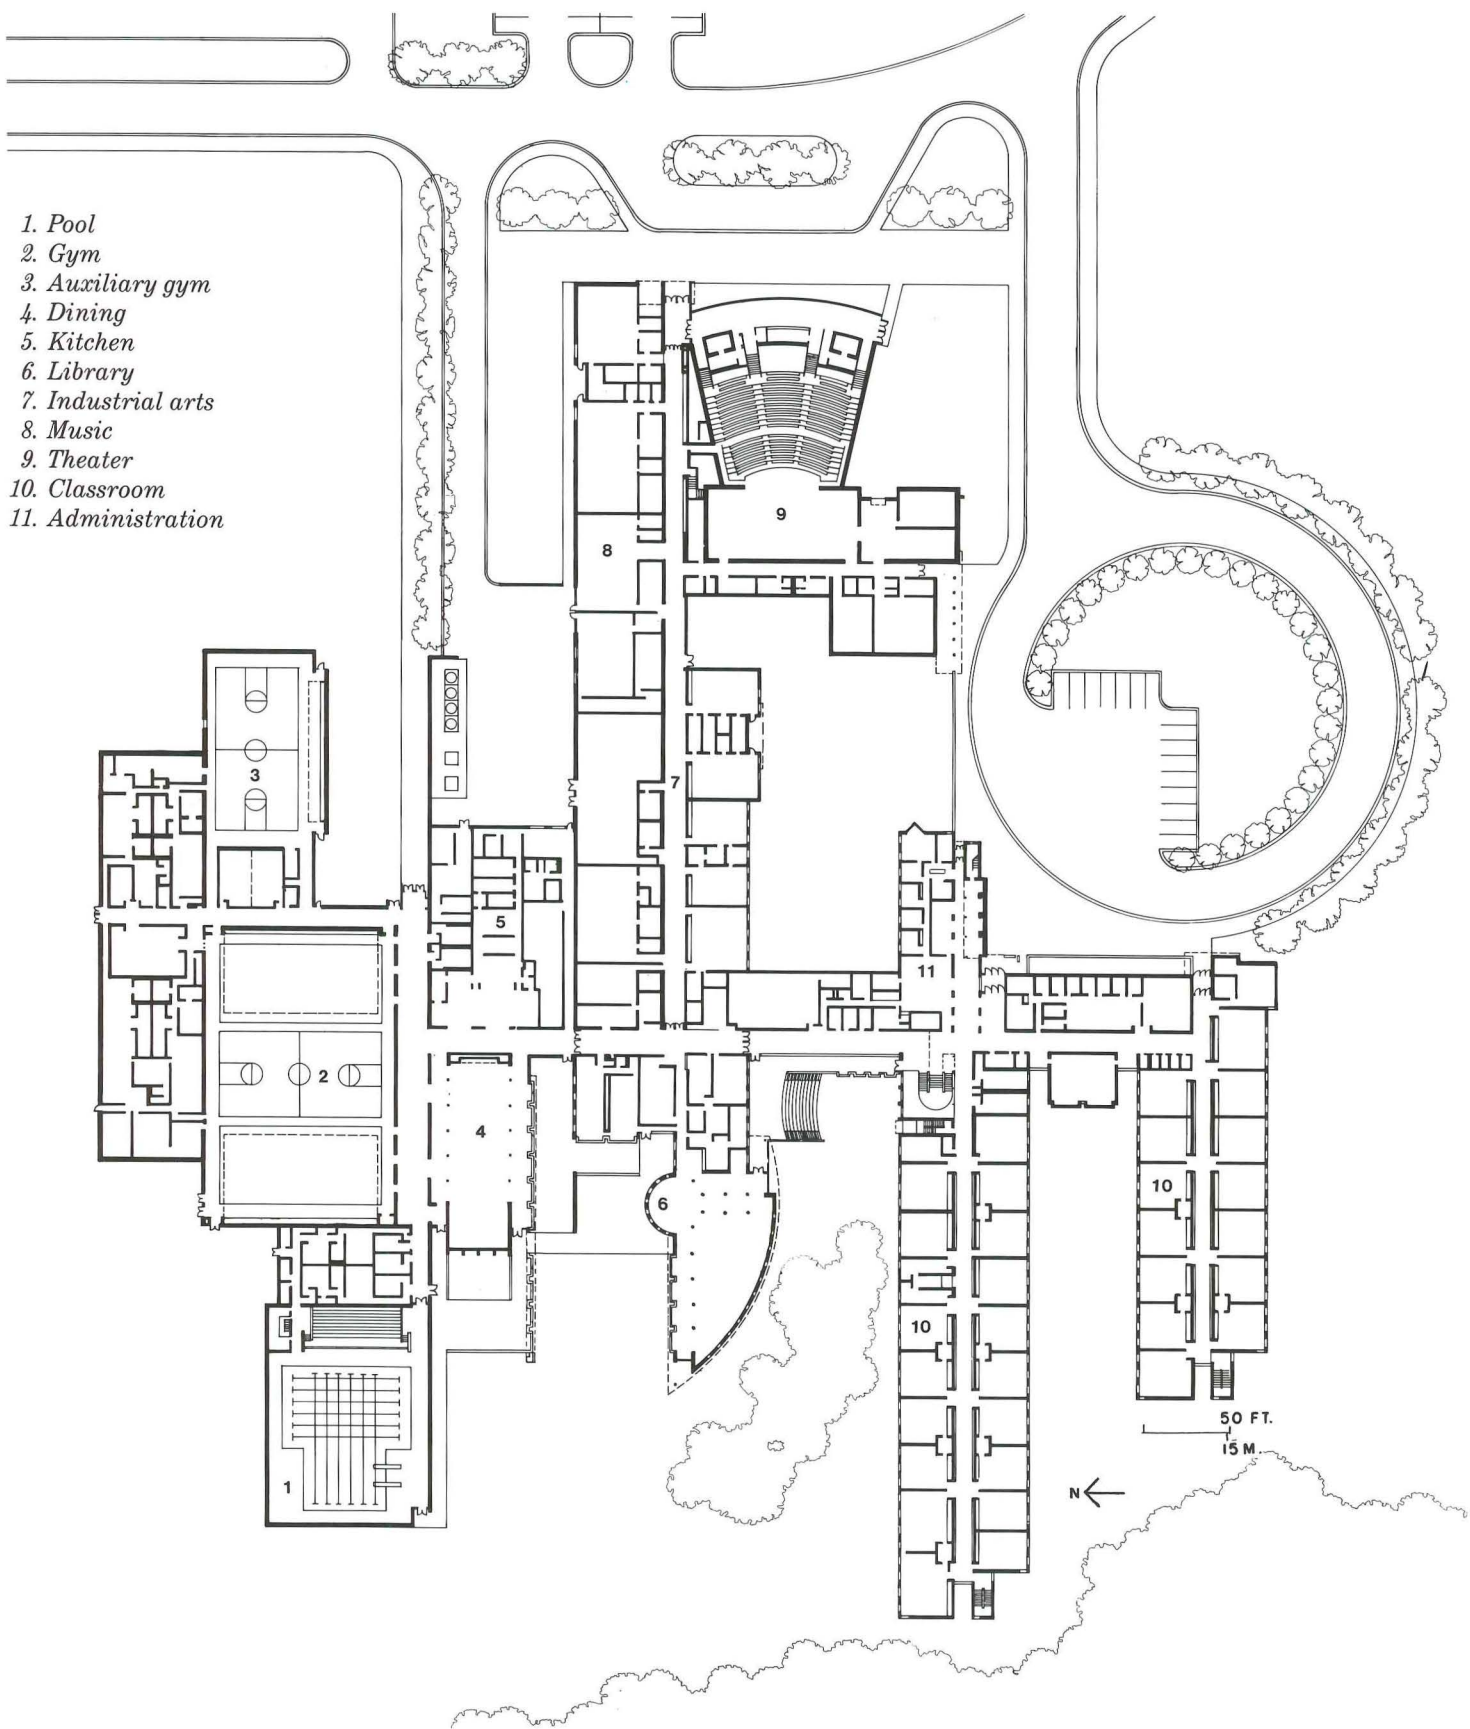 1. Pool
2. Gym
3. Auxiliary gym
4. Dining
5. Kitchen
6. Library
7. Industrial arts
8. Music
9. Theater
10. Classroom
11. Administration
9
8
3
7
5
11
2
4
10
6
10
50 FT.
15 M.
1
N